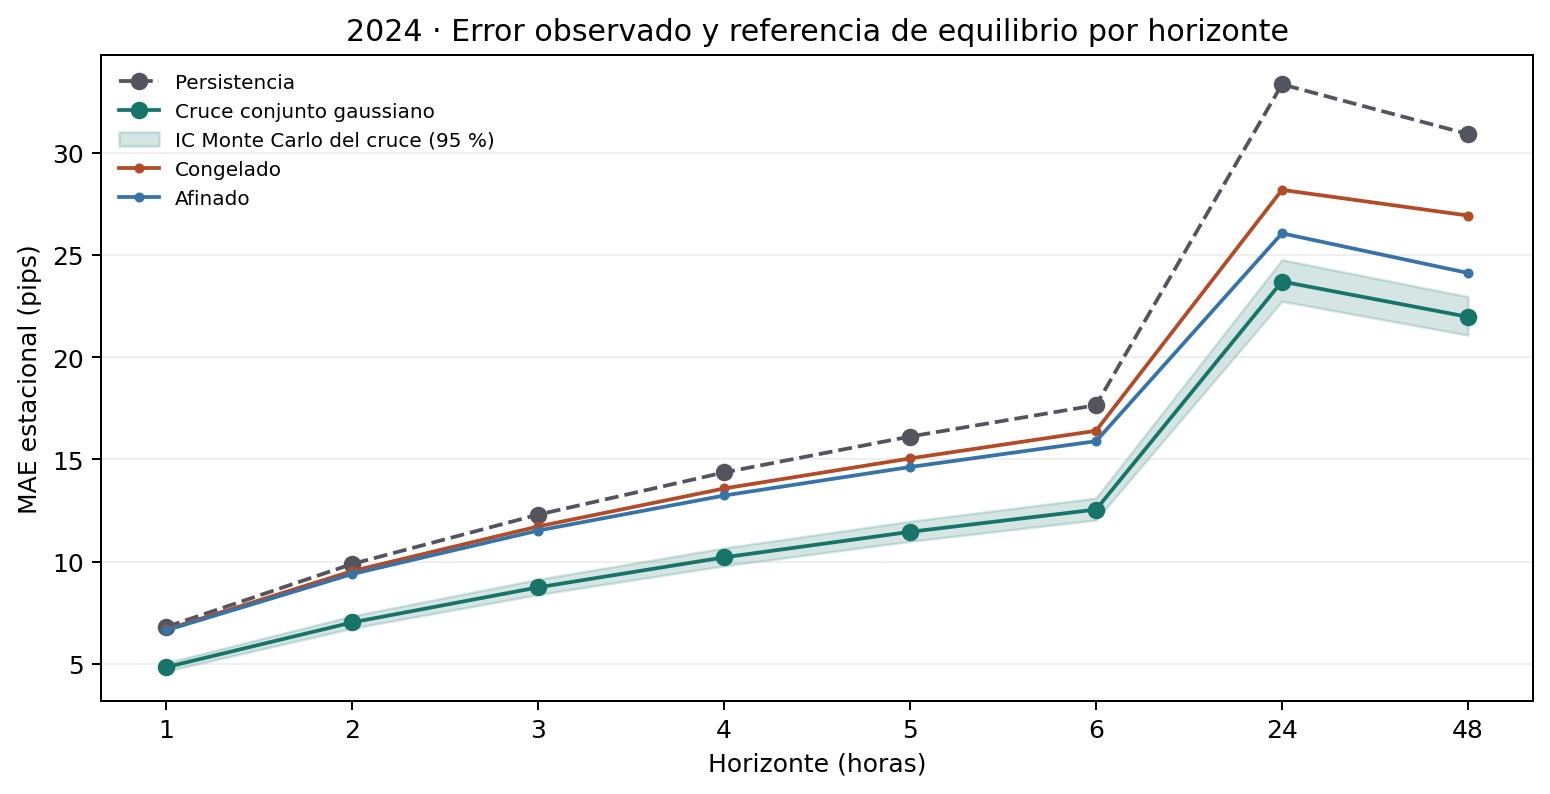 2024 · Error observado y referencia de equilibrio por horizonte
Persistencia
Cruce conjunto gaussiano
IC Monte Carlo del cruce (95 %)
Congelado
Afinado
MAE estacional (pips)
30
25
20
15
10
5
1 2 3 4 5 6 24 48
Horizonte (horas)